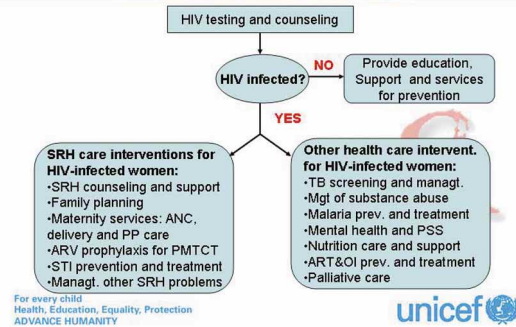 HIV testing and counseling
HIV infected?
NO
Provide education,
Support and services
for prevention
YES
SRH care interventions for
HIV-infected women:
•SRH counseling and support
•Family planning
•Maternity services: ANC,
delivery and PP care
•ARV prophylaxis for PMTCT
•STI prevention and treatment
•Managt. other SRH problems
Other health care intervent.
for HIV-infected women:
•TB screening and managt.
•Mgt of substance abuse
•Malaria prev. and treatment
•Mental health and PSS
•Nutrition care and support
•ART&OI prev. and treatment
•Palliative care
For every child
Health, Education, Equality, Protection
ADVANCE HUMANITY
unicef